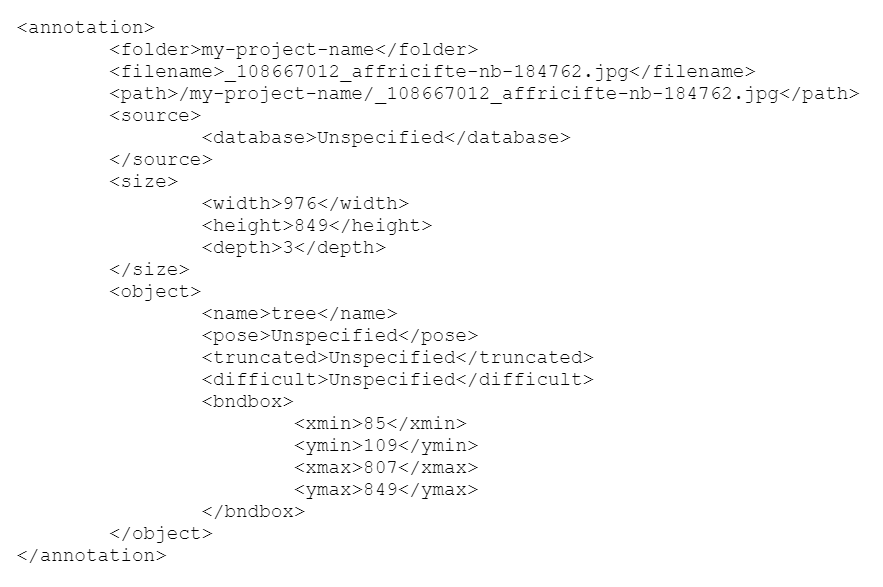 <annotation>
<folder>my-project-name</folder>
<filename>_108667012_affricifte-nb-184762.jpg</filename>
<path>/my-project-name/_108667012_affricifte-nb-184762.jpg</path>
<source>
<database>Unspecified</database>
</source>
<size>
<width>976</width>
<height>849</height>
<depth>3</depth>
</size>
<object>
<name>tree</name>
<pose>Unspecified</pose>
<truncated>Unspecified</truncated>
<difficult>Unspecified</difficult>
<bndbox>
<xmin>85</xmin>
<ymin>109</ymin>
<xmax>807</xmax>
<ymax>849</ymax>
</bndbox>
</object>
</annotation>